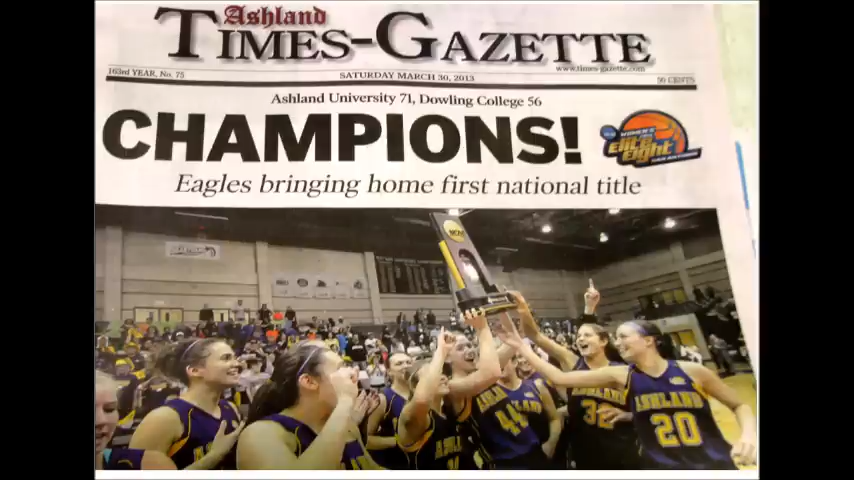 Ashland
TIMES-GAZETTE
www.times-gazette.com
163rd YEAR, No. 75
SATURDAY MARCH 30, 2013
50 CENTS
Ashland University 71, Dowling College 56
CHAMPIONS!
WOMEN'S
elite
eight
Eagles bringing home first national title
NCAA
ASHLAND
44
32
ASHLAND
20